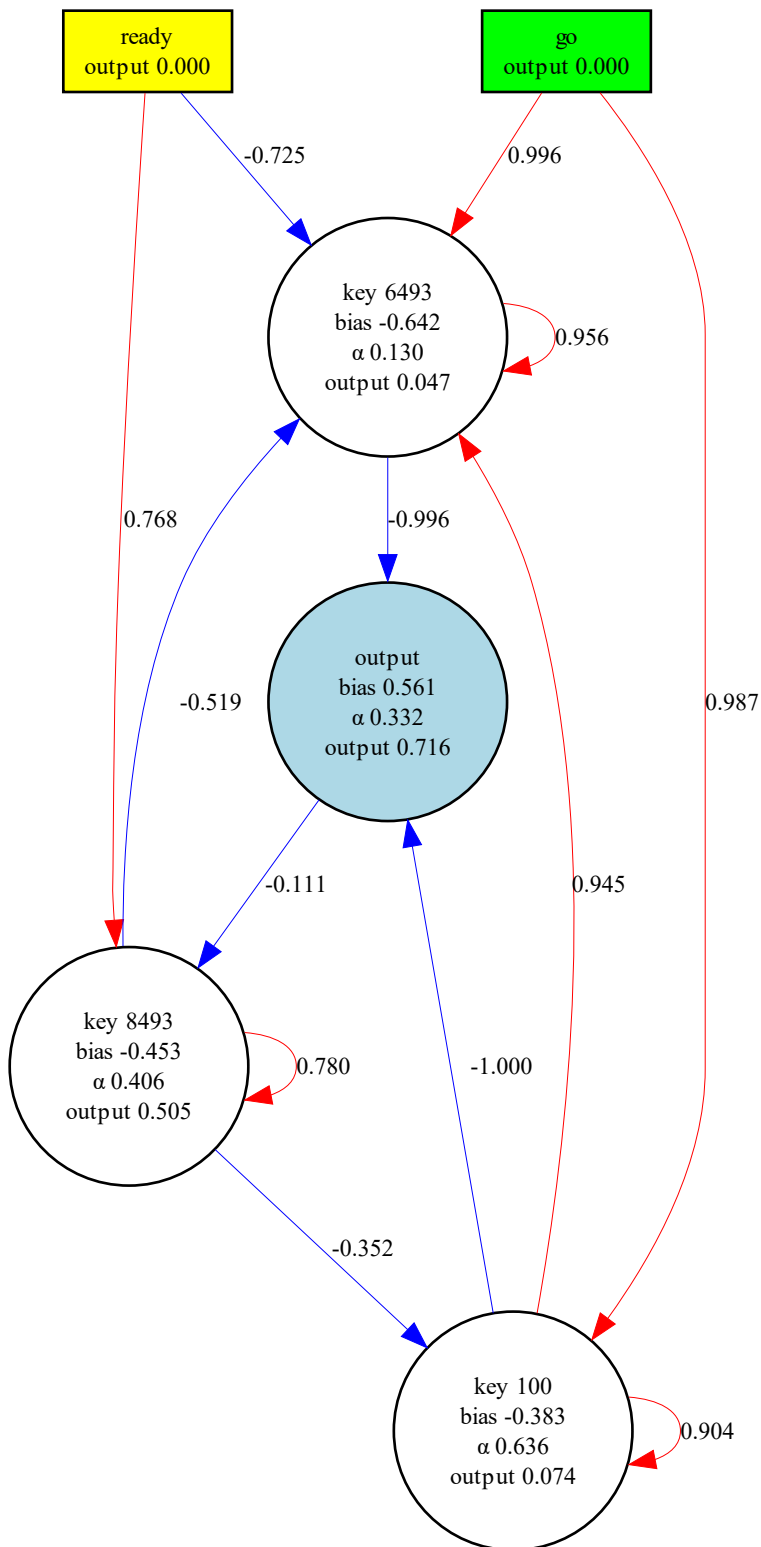 ready
output 0.000
go
output 0.000
-0.725
0.996
key 6493
bias -0.642
α 0.130
output 0.047
0.956
0.768
-0.996
-0.519
output
bias 0.561
α 0.332
output 0.716
0.987
-0.111
0.945
key 8493
bias -0.453
α 0.406
output 0.505
0.780
-1.000
-0.352
key 100
bias -0.383
α 0.636
output 0.074
0.904